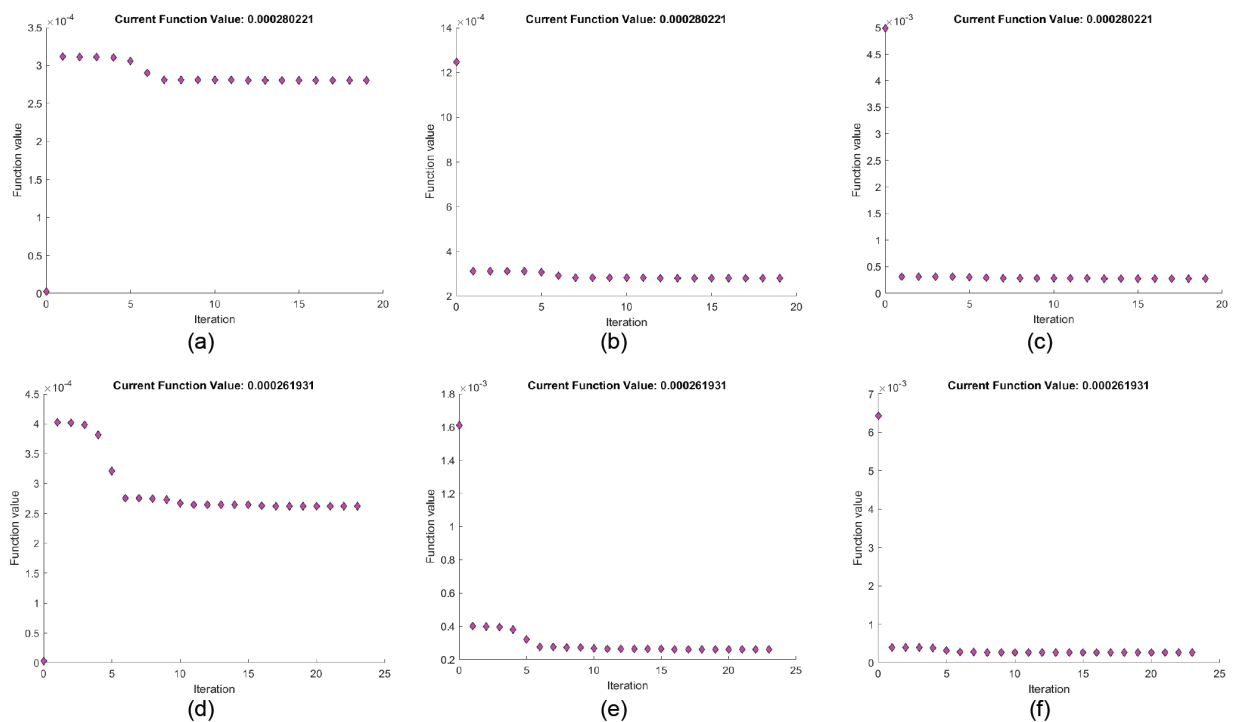 Current Function Value: 0.000280221
×10⁻⁴
3.5
3
2.5
2
1.5
1
0.5
0
Function value
0 5 10 15 20
Iteration
(a)
Current Function Value: 0.000280221
×10⁻⁴
14
12
10
8
6
4
2
Function value
0 5 10 15 20
Iteration
(b)
Current Function Value: 0.000280221
×10⁻³
5
4.5
4
3.5
3
2.5
2
1.5
1
0.5
0
Function value
0 5 10 15 20
Iteration
(c)
Current Function Value: 0.000261931
×10⁻⁴
4.5
4
3.5
3
2.5
2
1.5
1
0.5
0
Function value
0 5 10 15 20 25
Iteration
(d)
Current Function Value: 0.000261931
×10⁻³
1.8
1.6
1.4
1.2
1
0.8
0.6
0.4
0.2
Function value
0 5 10 15 20 25
Iteration
(e)
Current Function Value: 0.000261931
×10⁻³
7
6
5
4
3
2
1
0
Function value
0 5 10 15 20 25
Iteration
(f)